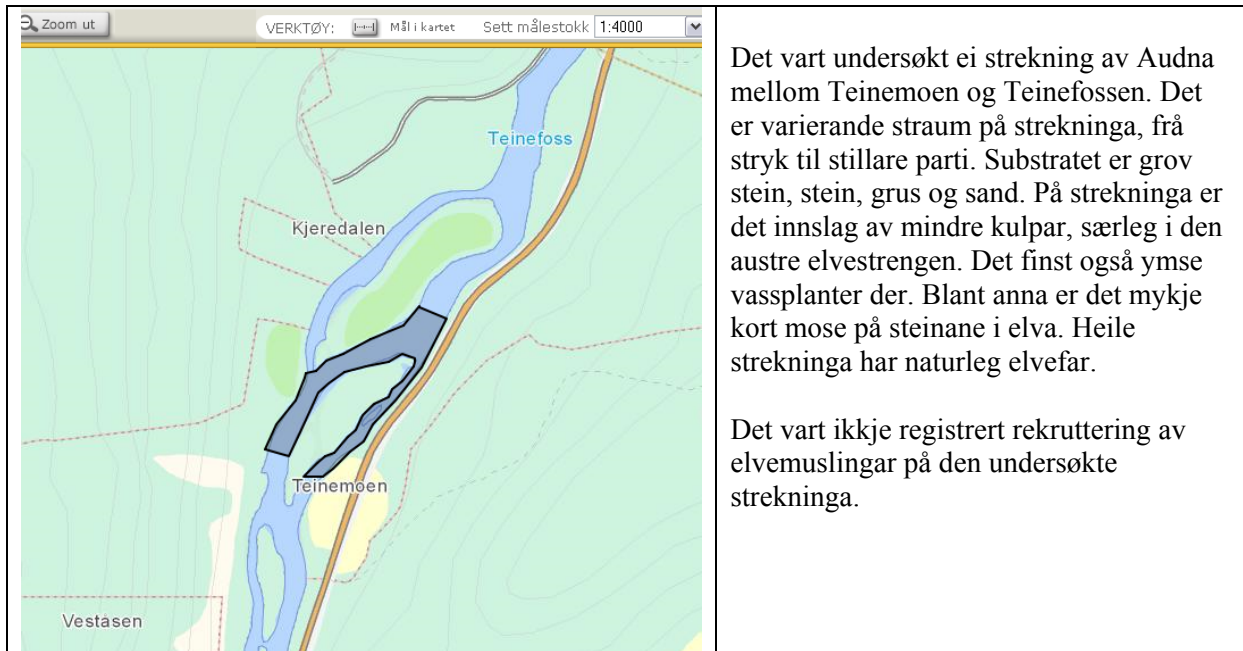 Zoom ut
VERKTØY:
Mål i kartet
Sett målestokk
1:4000
Teinefoss
Kjeredalen
Teinemoen
Veståsen
Det vart undersøkt ei strekning av Audna
mellom Teinemoen og Teinefossen. Det
er varierande straum på strekninga, frå
stryk til stillare parti. Substratet er grov
stein, stein, grus og sand. På strekninga er
det innslag av mindre kulpar, særleg i den
austre elvestrengen. Det finst også ymse
vassplanter der. Blant anna er det mykje
kort mose på steinane i elva. Heile
strekninga har naturleg elvefar.
Det vart ikkje registrert rekruttering av
elvemuslingar på den undersøkte
strekninga.